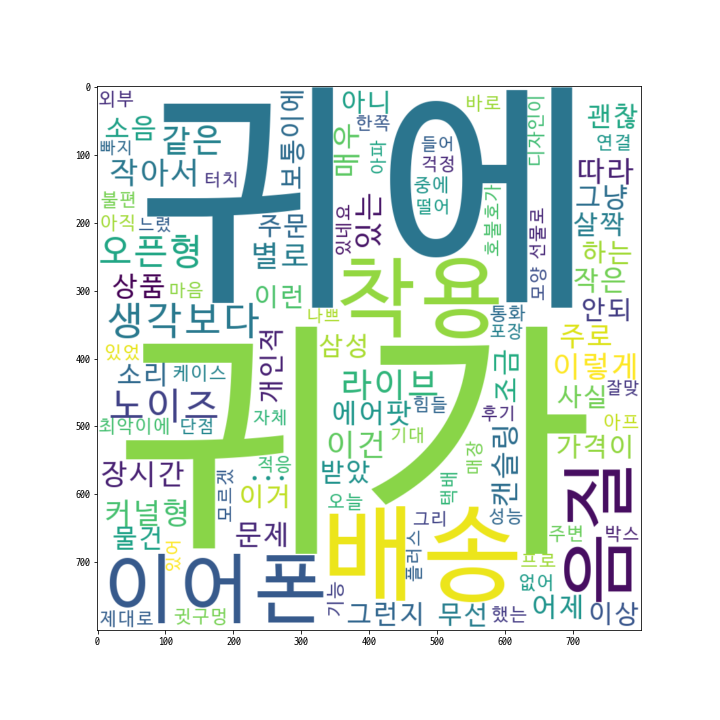 외부
소음
빠지
같은
작아서
터치
불편
아직
느렸
오픈형
주문
별로
보통이에
귀에
아니
한쪽
매아
아파
들어
걱정
중에
떨어
바로
디자인이
괜찮
연결
따라
그냥
살짝
하는
작은
안되
호불호가
선물로
모양
있네요
있는
상품
마음
이런
착용
생각보다
나쁘
통화
포장
주로
있었
소리
케이스
개인적
삼성
라이브
조금
이렇게
사실
잘맞
노이즈
최악이에
단점
자체
에어팟
힘들
후기
아프
귀가
이건
기대
매장
캔슬링
가격이
장시간
적응
...
받았
택배
모르겠
이거
오늘
커널형
물건
문제
배송
그리
성능
음질
주변
박스
있어
플러스
프로
없어
이어폰
기능
제대로
귓구멍
그런지
무선
했는
어제
이상
0
100
200
300
400
500
600
700
0
100
200
300
400
500
600
700